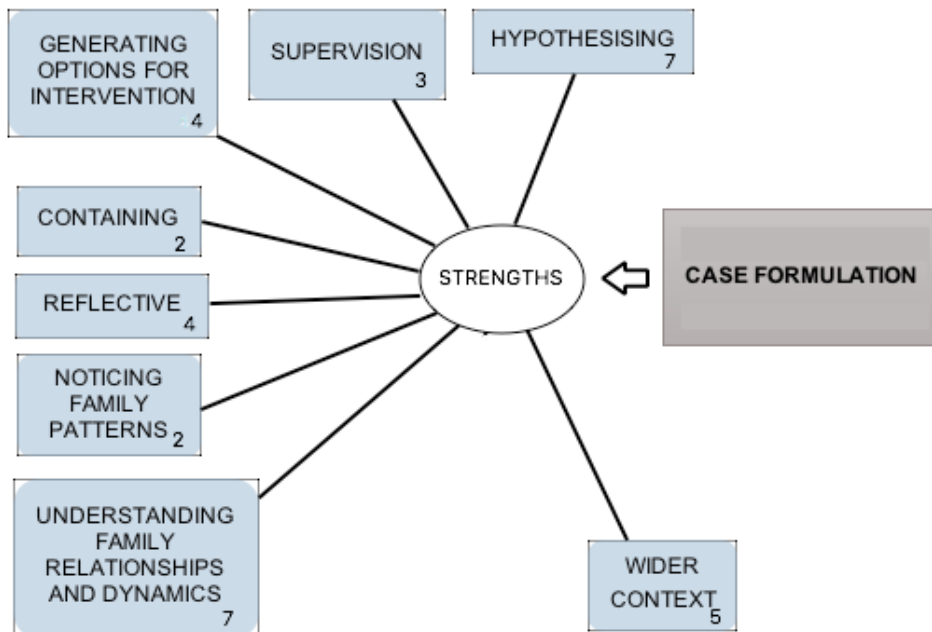 GENERATING
OPTIONS FOR
INTERVENTION
4
SUPERVISION
3
HYPOTHESISING
7
CONTAINING
2
REFLECTIVE
4
NOTICING
FAMILY
PATTERNS
2
UNDERSTANDING
FAMILY
RELATIONSHIPS
AND DYNAMICS
7
STRENGTHS
CASE FORMULATION
WIDER
CONTEXT
5